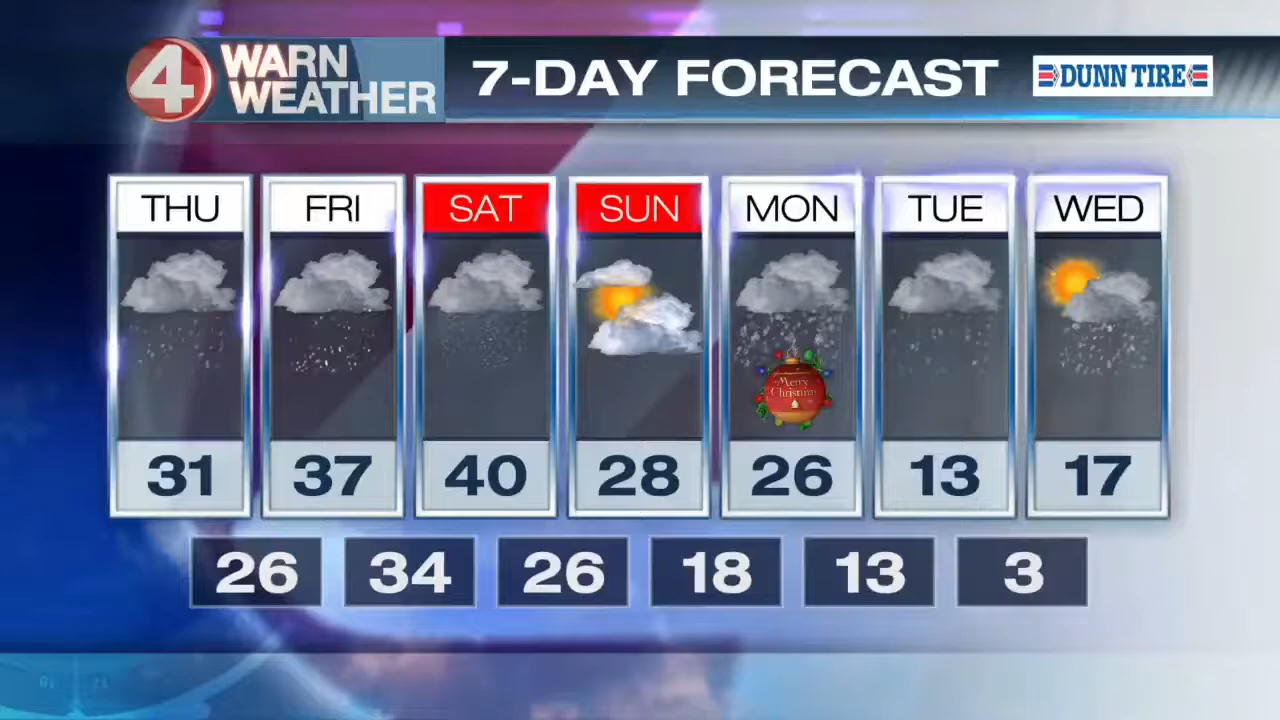 4 WARN
WEATHER
7-DAY FORECAST
DUNN TIRE
THU FRI SAT SUN MON TUE WED
Merry
Christmas
31 37 40 28 26 13 17
26 34 26 18 13 3